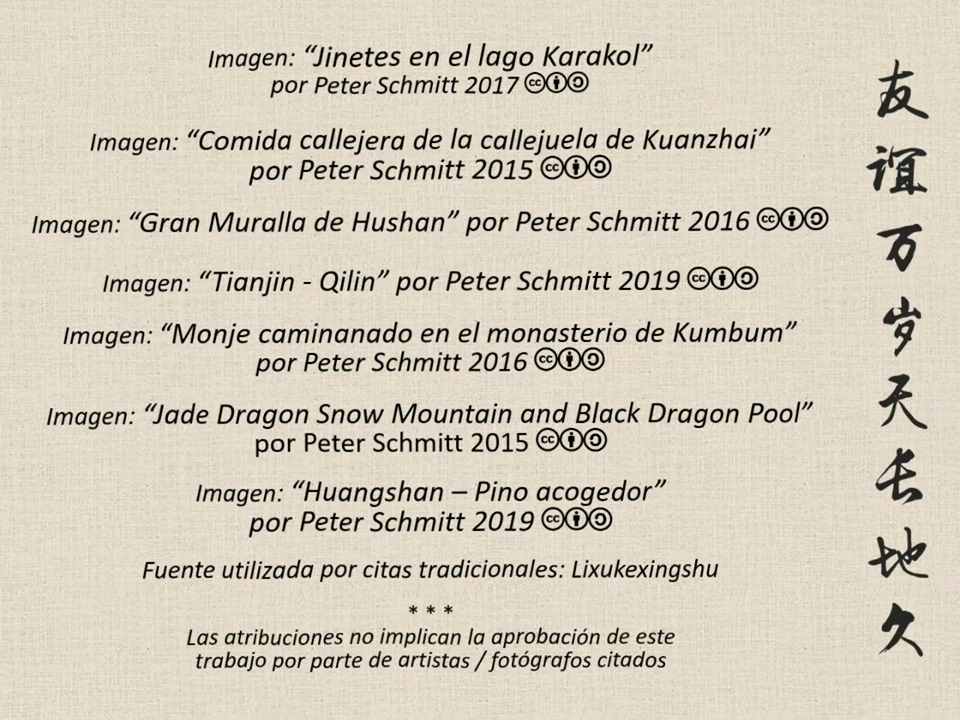 Imagen: “Jinetes en el lago Karakol”
por Peter Schmitt 2017
Imagen: “Comida callejera de la callejuela de Kuanzhai”
por Peter Schmitt 2015
Imagen: “Gran Muralla de Hushan” por Peter Schmitt 2016
Imagen: “Tianjin - Qilin” por Peter Schmitt 2019
Imagen: “Monje caminanado en el monasterio de Kumbum”
por Peter Schmitt 2016
Imagen: “Jade Dragon Snow Mountain and Black Dragon Pool”
por Peter Schmitt 2015
Imagen: “Huangshan – Pino acogedor”
por Peter Schmitt 2019
Fuente utilizada por citas tradicionales: Lixukexingshu
* * *
Las atribuciones no implican la aprobación de este
trabajo por parte de artistas / fotógrafos citados
友谊万岁天长地久